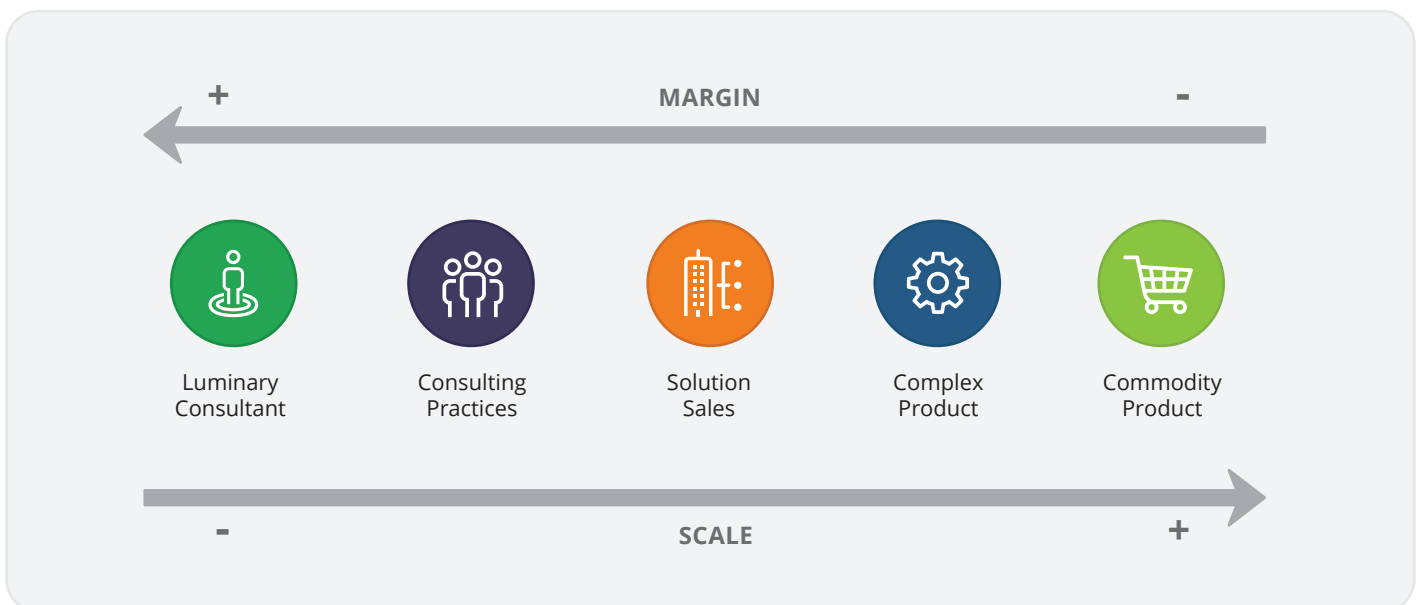 + MARGIN -
Luminary
Consultant
Consulting
Practices
Solution
Sales
Complex
Product
Commodity
Product
- SCALE +